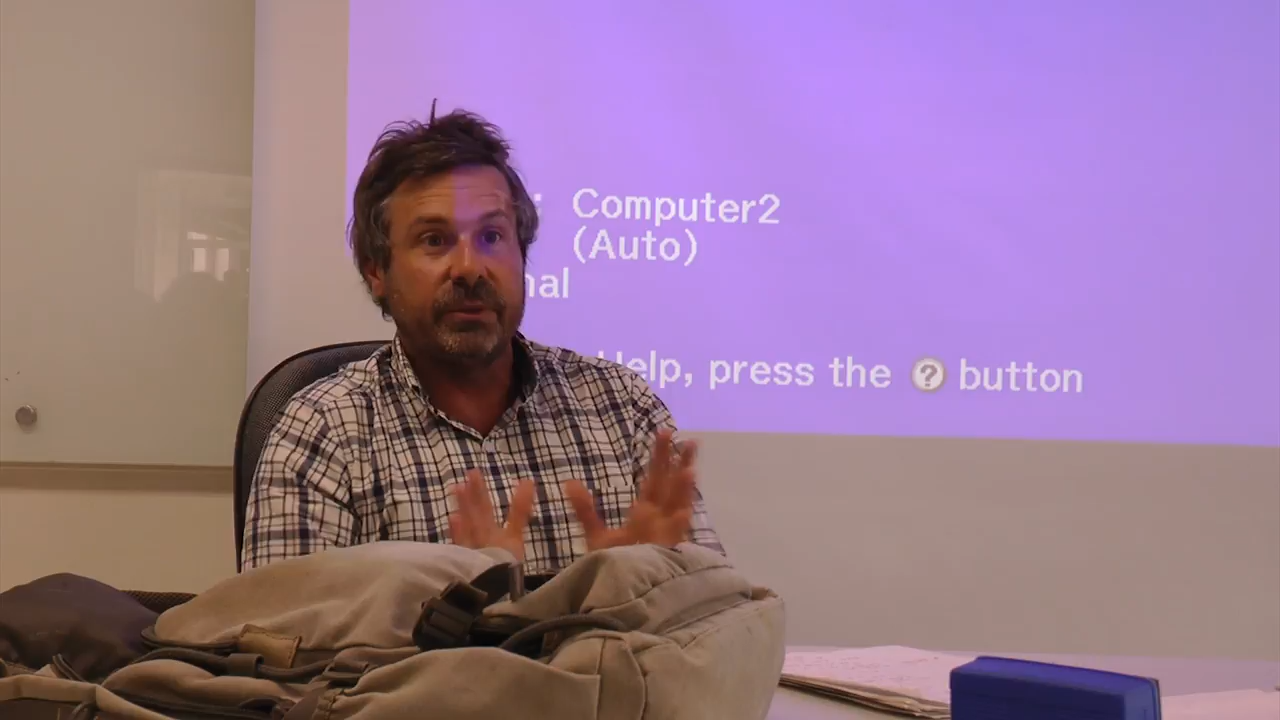 : Computer2
(Auto)
nal
Help, press the ? button